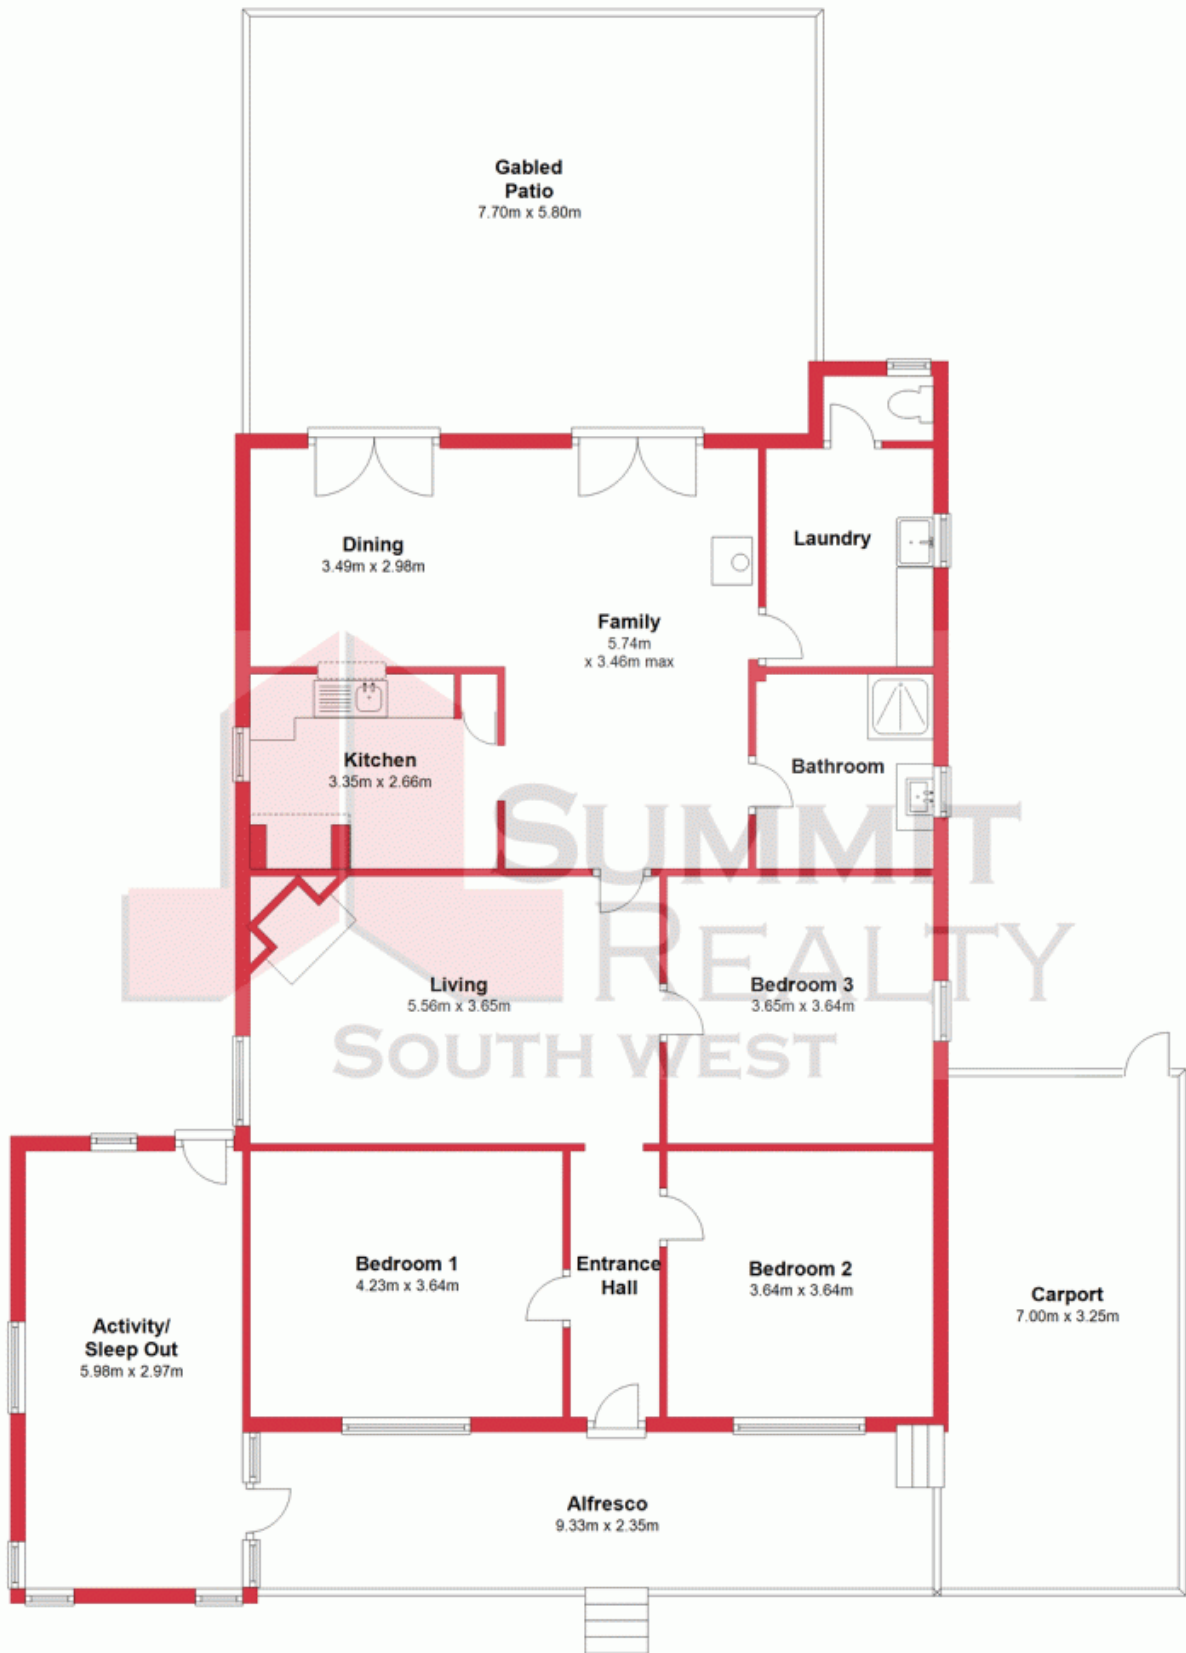 Gabled
Patio
7.70m x 5.80m
Dining
3.49m x 2.98m
Laundry
Family
5.74m
x 3.46m max
Kitchen
3.35m x 2.66m
Bathroom
SUMMIT
REALTY
SOUTH WEST
Living
5.56m x 3.65m
Bedroom 3
3.65m x 3.64m
Bedroom 1
4.23m x 3.64m
Entrance
Hall
Bedroom 2
3.64m x 3.64m
Carport
7.00m x 3.25m
Activity/
Sleep Out
5.98m x 2.97m
Alfresco
9.33m x 2.35m